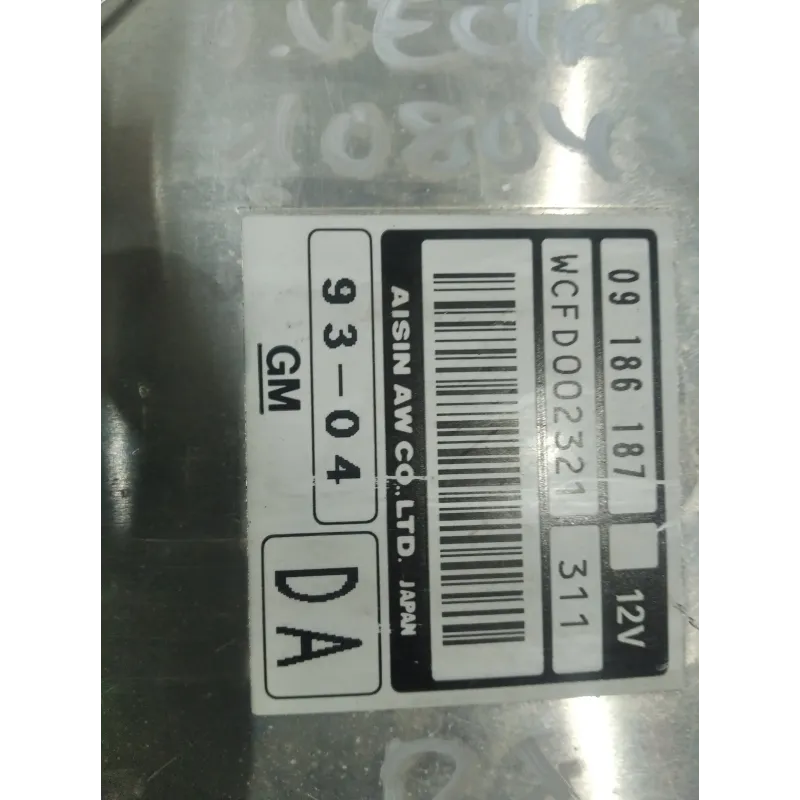 09 186 187
12V
WCFD002321
311
AISIN AW CO., LTD. JAPAN
93-04
DA
GM